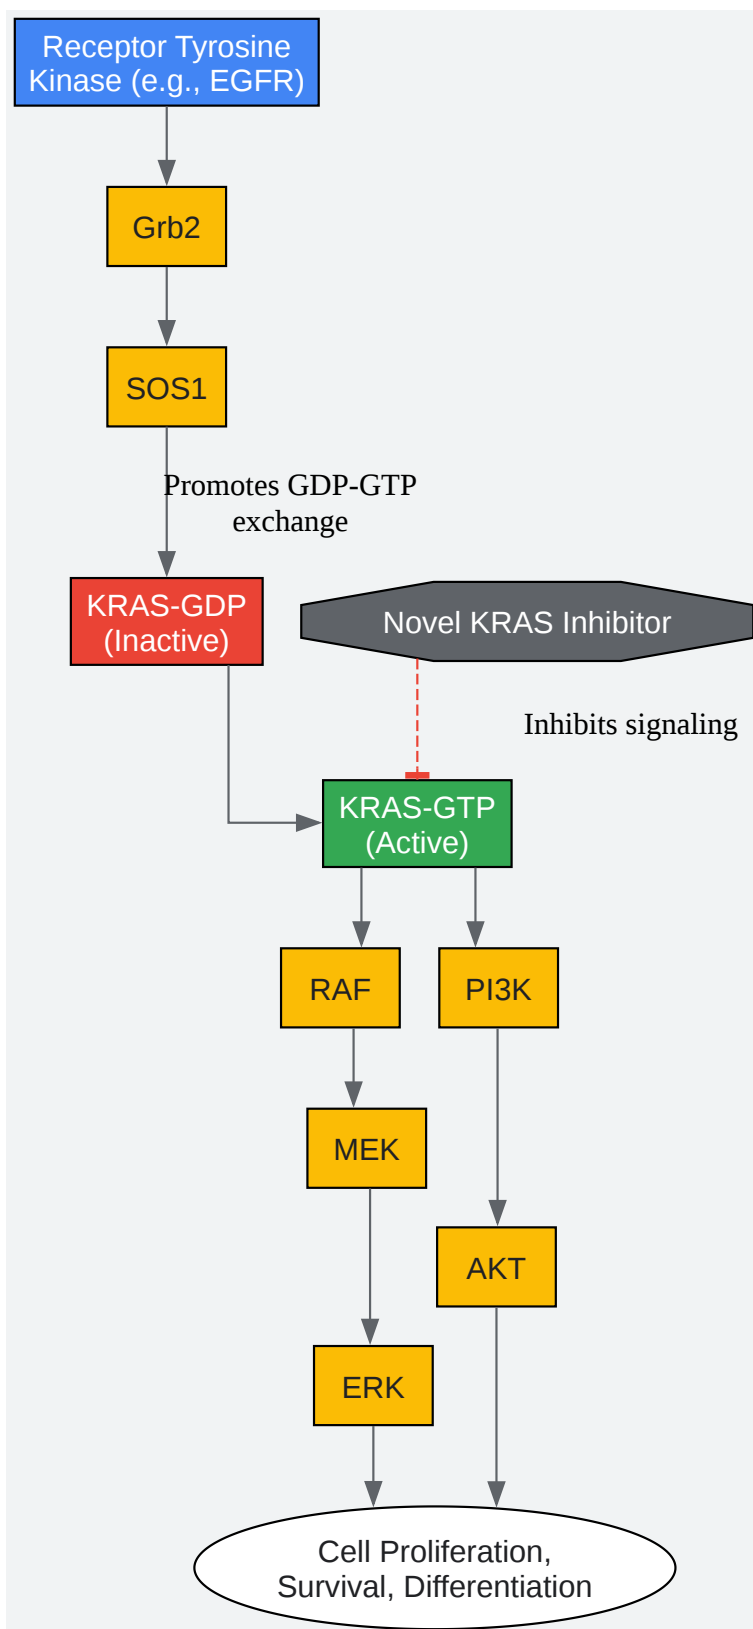 Receptor Tyrosine
Kinase (e.g., EGFR)
Grb2
SOS1
Promotes GDP-GTP
exchange
KRAS-GDP
(Inactive)
Novel KRAS Inhibitor
Inhibits signaling
KRAS-GTP
(Active)
RAF
PI3K
MEK
AKT
ERK
Cell Proliferation,
Survival, Differentiation